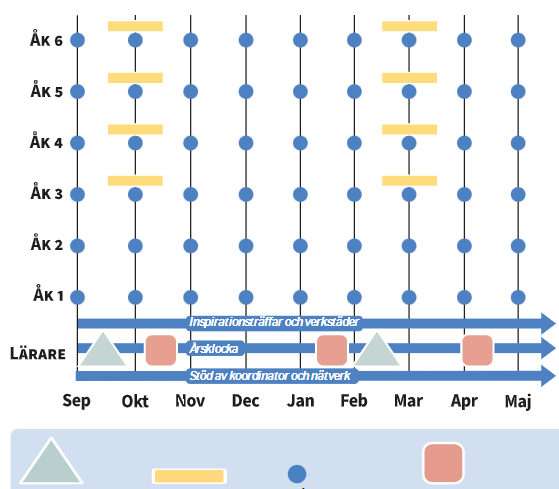 Åk 6
Åk 5
Åk 4
Åk 3
Åk 2
Åk 1
Inspirationsträffar och verkstäder
Lärare
Årsklocka
Stöd av koordinator och nätverk
Sep Okt Nov Dec Jan Feb Mar Apr Maj